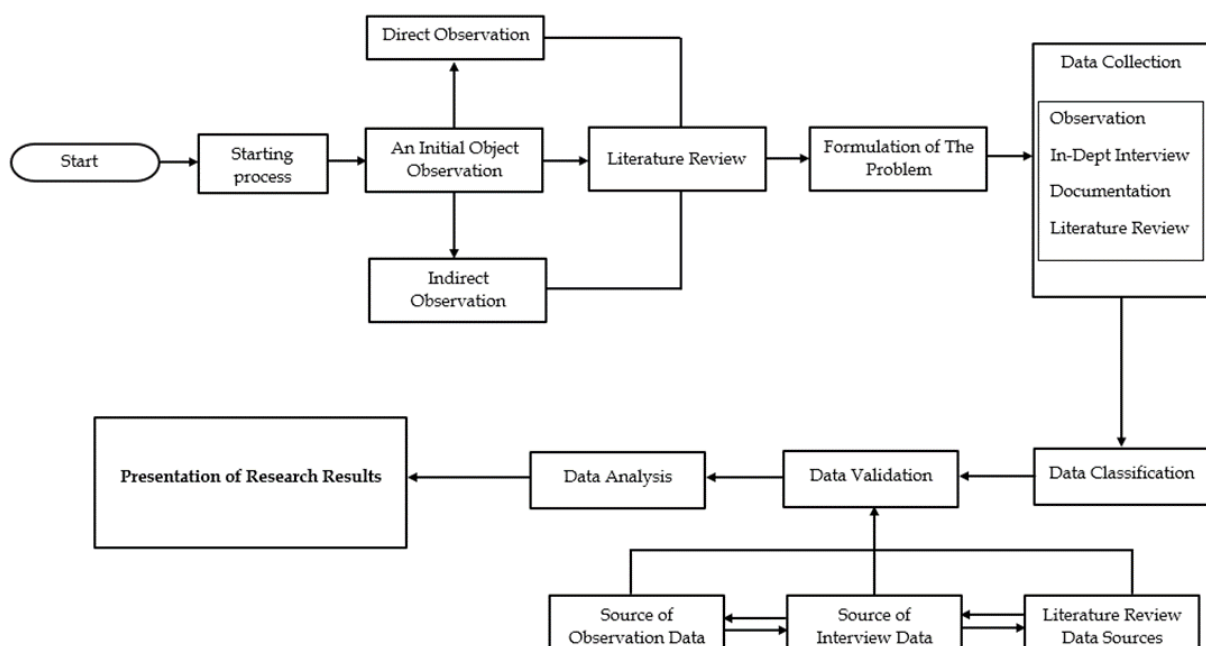 Direct Observation
Data Collection
Observation
In-Dept Interview
Documentation
Literature Review
Start
Starting
process
An Initial Object
Observation
Literature Review
Formulation of The
Problem
Indirect
Observation
Presentation of Research Results
Data Analysis
Data Validation
Data Classification
Source of
Observation Data
Source of
Interview Data
Literature Review
Data Sources